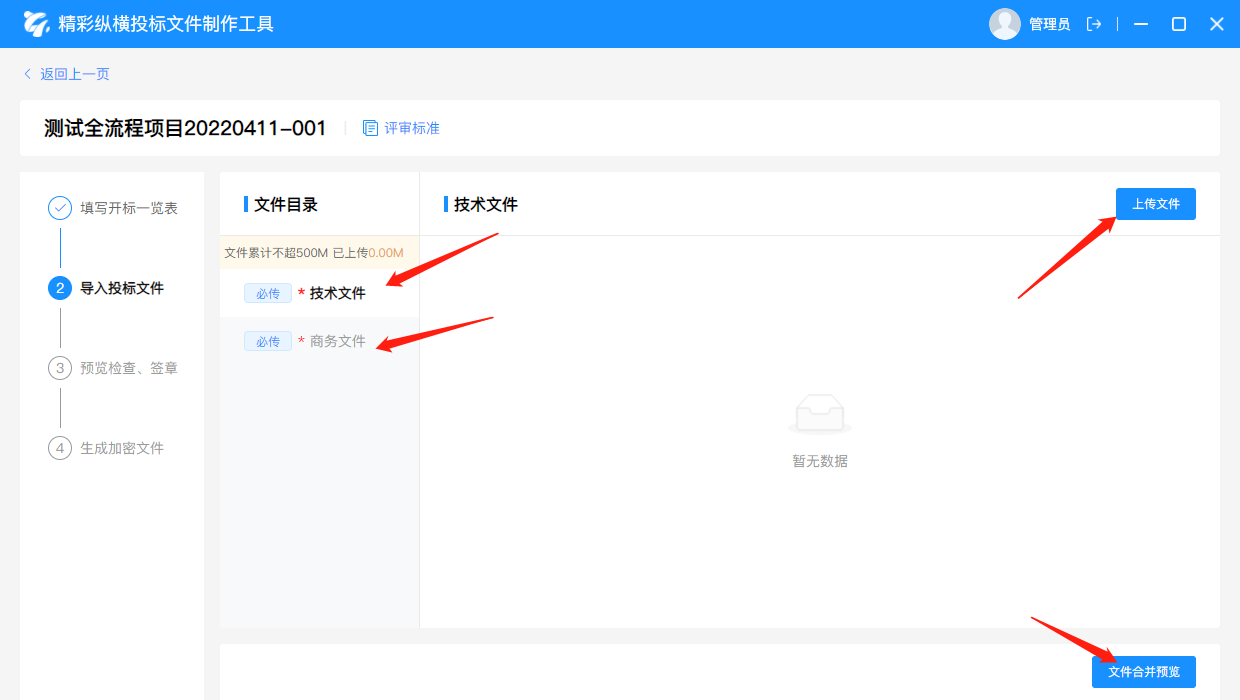 精彩纵横投标文件制作工具
管理员
返回上一页
测试全流程项目20220411-001
评审标准
填写开标一览表
2 导入投标文件
3 预览检查、签章
4 生成加密文件
文件目录
文件累计不超500M 已上传0.00M
必传 * 技术文件
必传 * 商务文件
技术文件
上传文件
暂无数据
文件合并预览